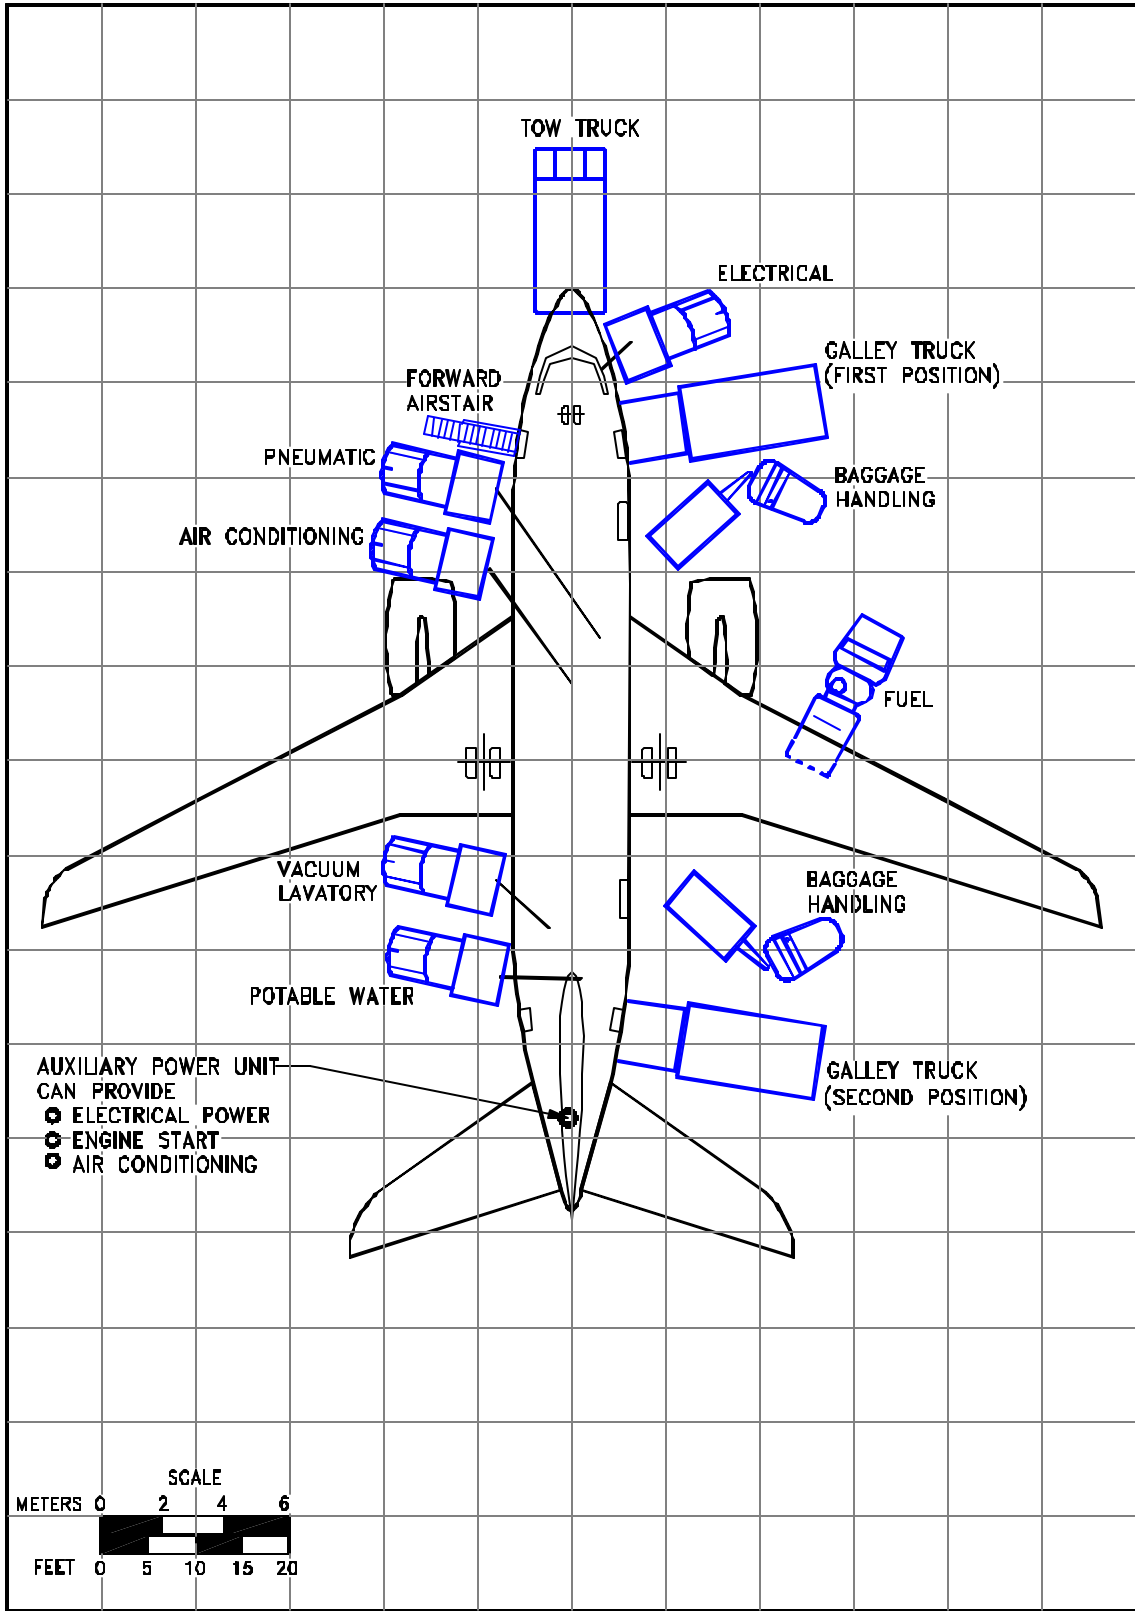 TOW TRUCK
ELECTRICAL
GALLEY TRUCK
(FIRST POSITION)
FORWARD
AIRSTAIR
PNEUMATIC
BAGGAGE
HANDLING
AIR CONDITIONING
FUEL
VACUUM
LAVATORY
BAGGAGE
HANDLING
POTABLE WATER
AUXILIARY POWER UNIT
CAN PROVIDE
ELECTRICAL POWER
ENGINE START
AIR CONDITIONING
GALLEY TRUCK
(SECOND POSITION)
SCALE
METERS 0 2 4 6
FEET 0 5 10 15 20